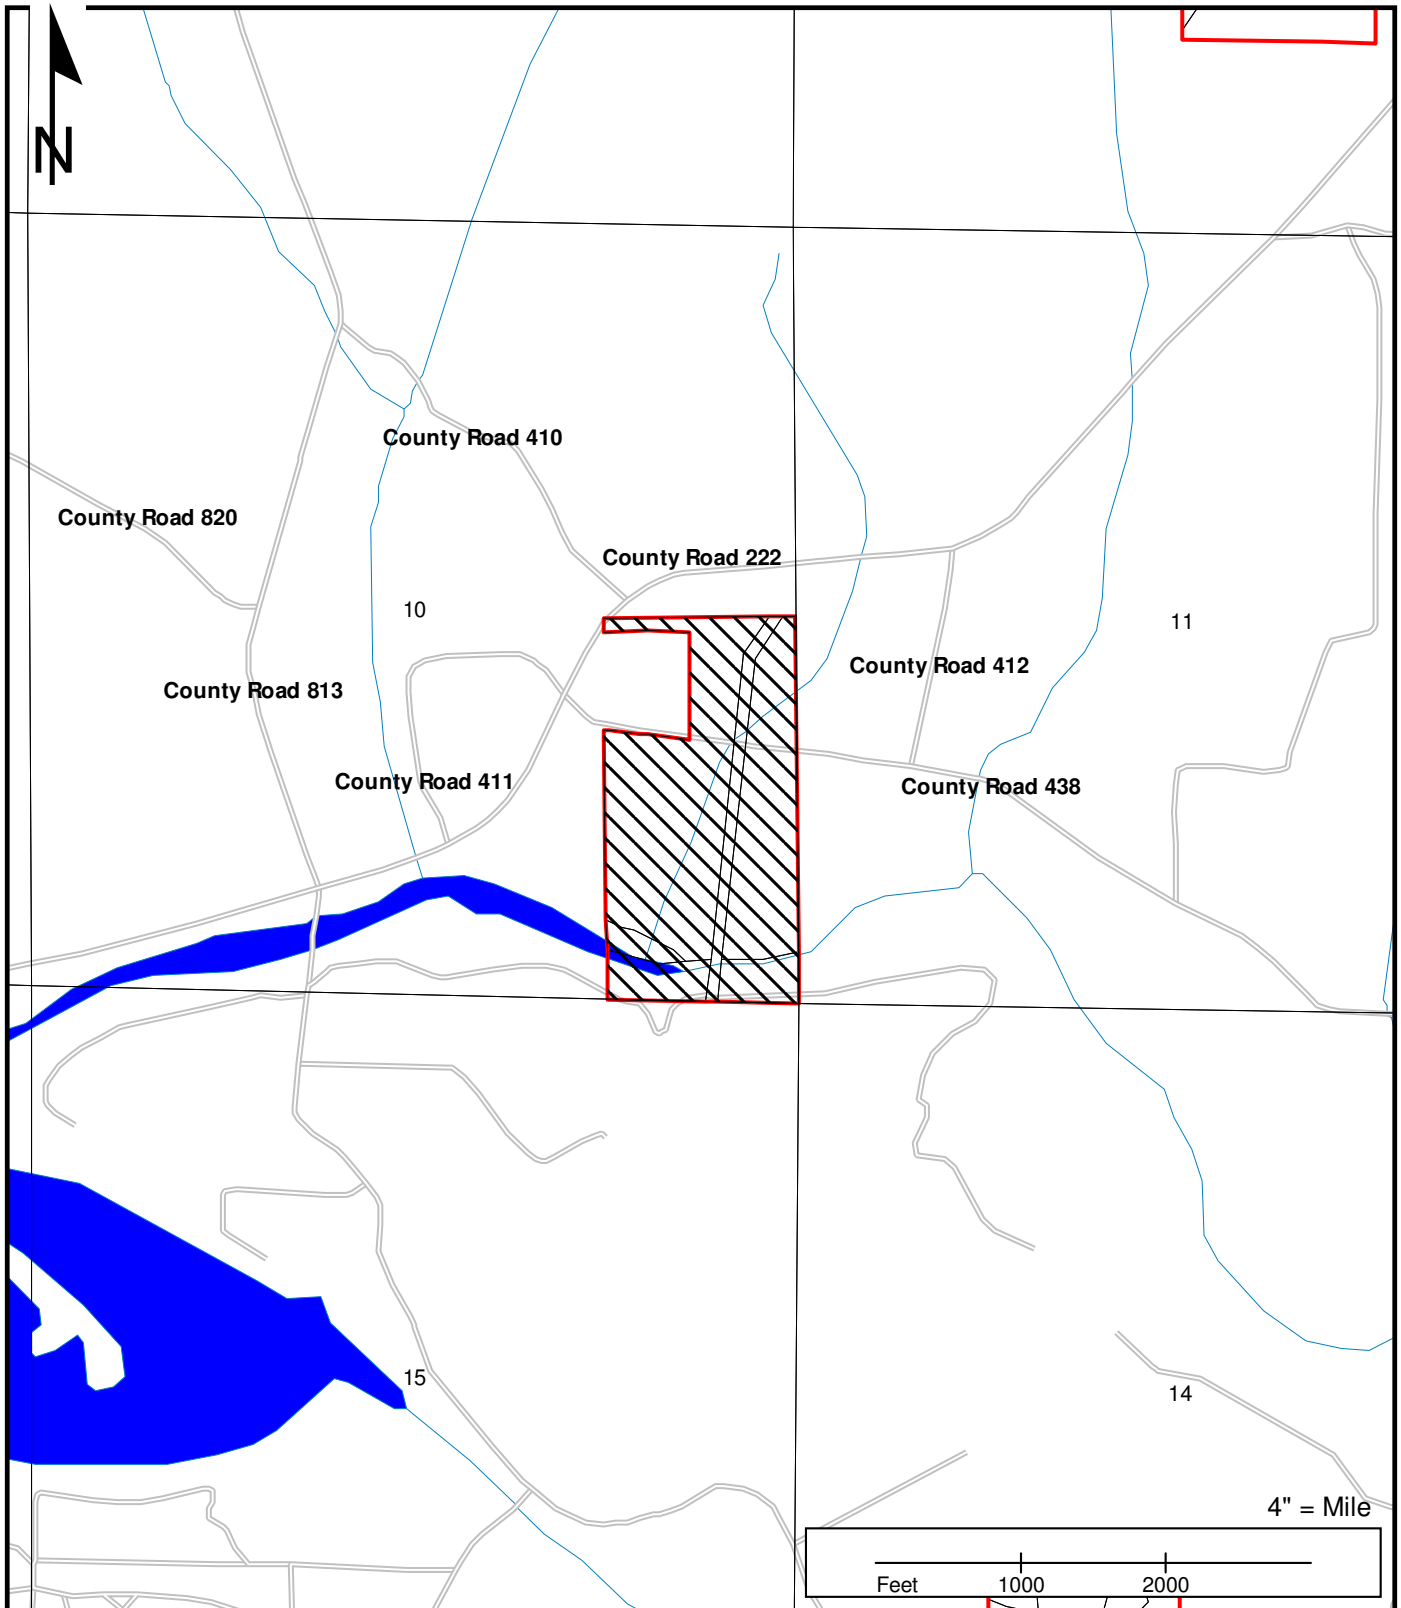 N
County Road 410
County Road 820
County Road 222
10
11
County Road 412
County Road 813
County Road 411
County Road 438
15
14
4" = Mile
Feet 1000 2000